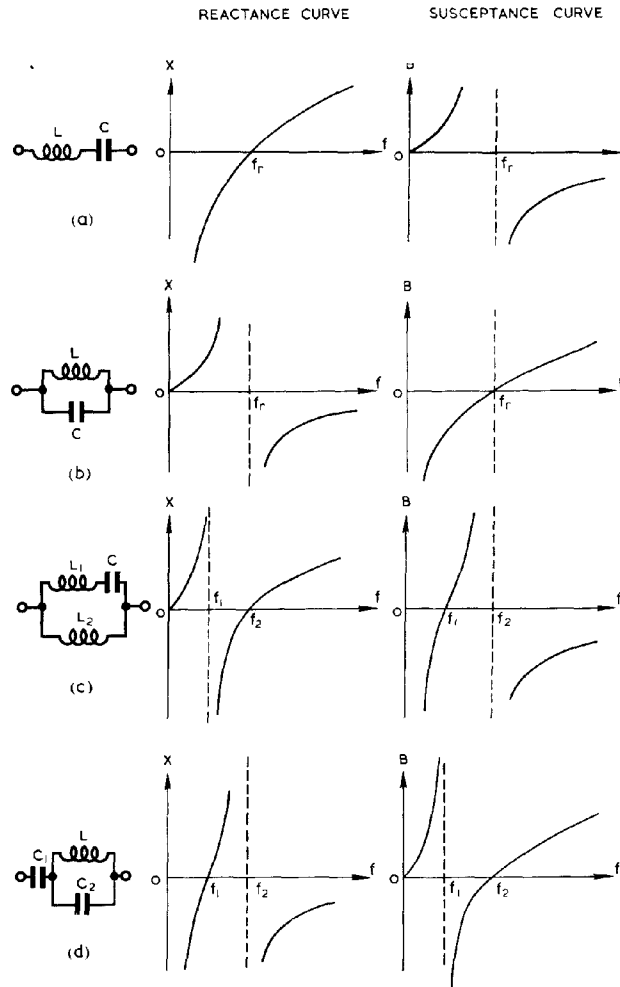 REACTANCE CURVE SUSCEPTANCE CURVE
X
L C
O fr f
O fr
(a)
X B
L
O fr f
O fr
C
(b)
X B
L1 C
L2
O f1 f2 f
O f1 f2 f
(c)
X B
C1 L
C2
O f1 f2 f
O f1 f2 f
(d)